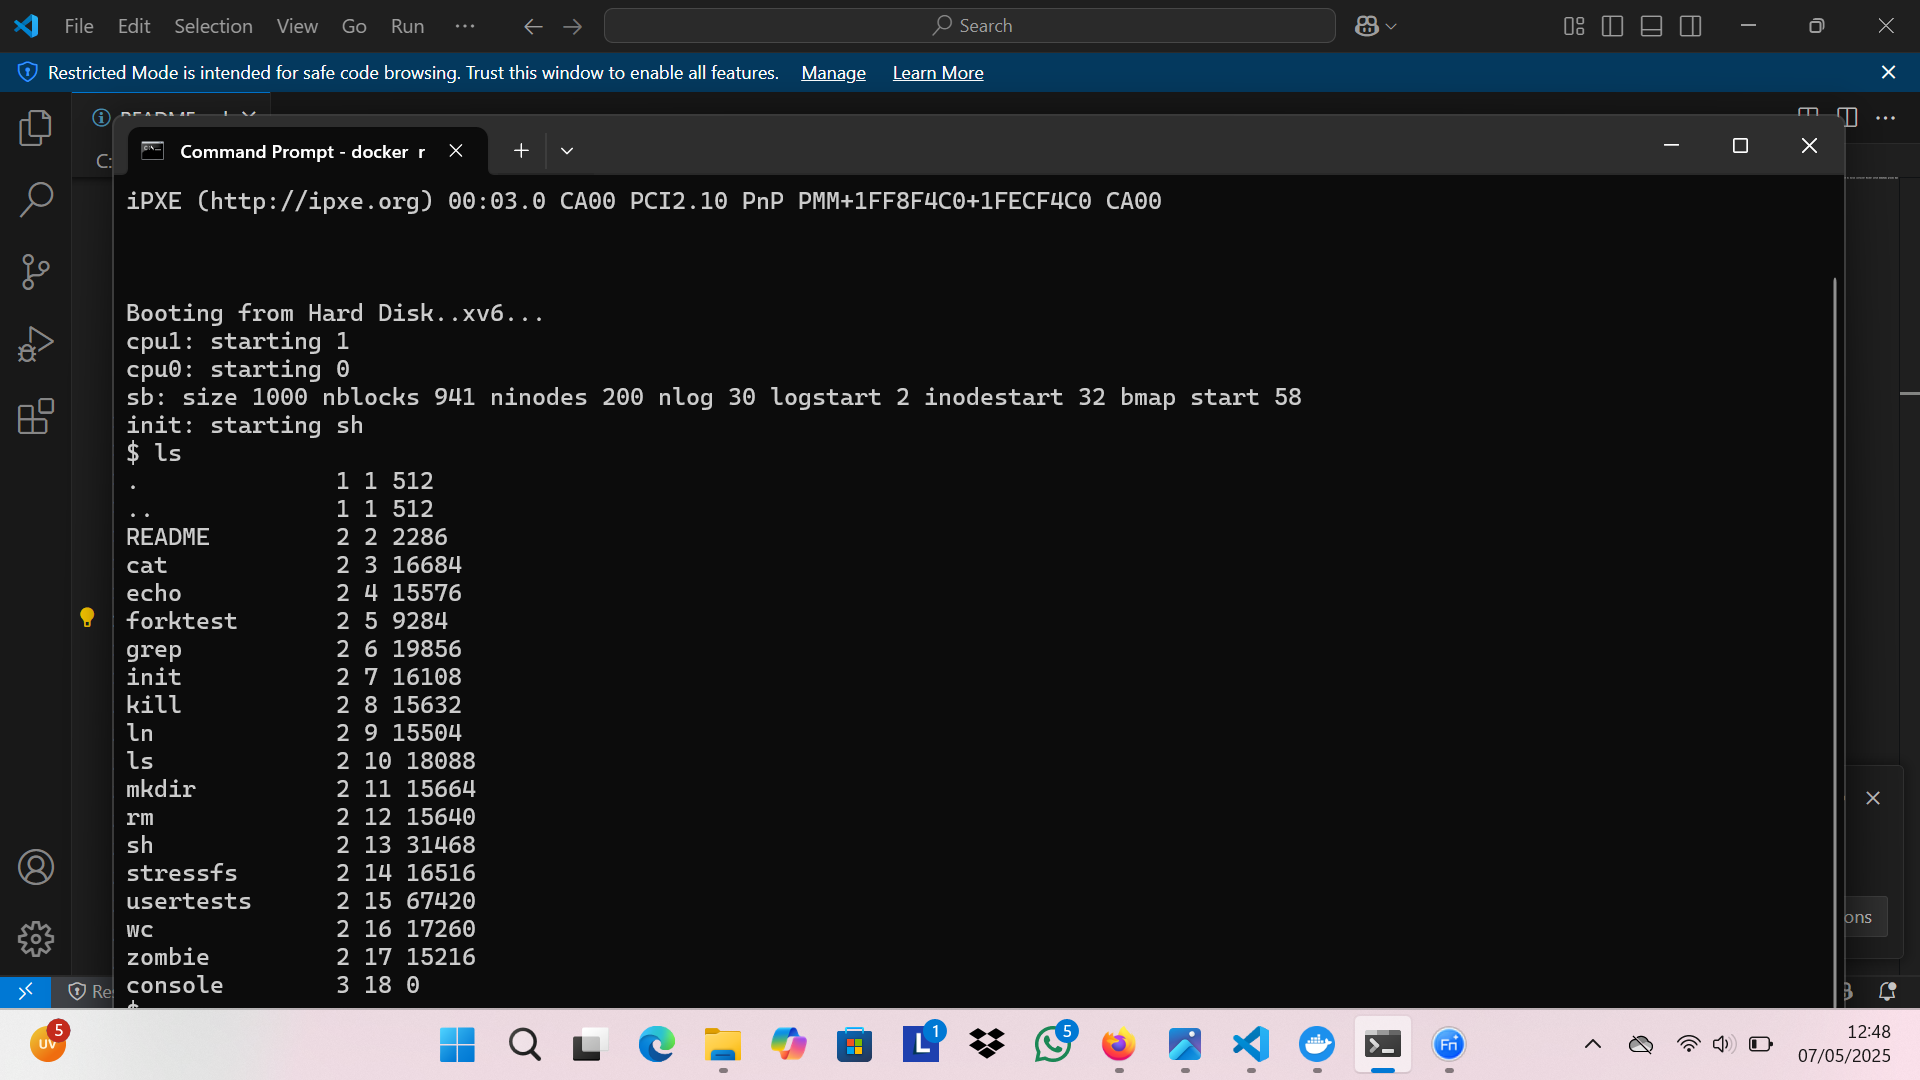 File Edit Selection View Go Run ... Search
Restricted Mode is intended for safe code browsing. Trust this window to enable all features. Manage Learn More
Command Prompt - docker r
C:
iPXE (http://ipxe.org) 00:03.0 CA00 PCI2.10 PnP PMM+1FF8F4C0+1FECF4C0 CA00
Booting from Hard Disk..xv6...
cpu1: starting 1
cpu0: starting 0
sb: size 1000 nblocks 941 ninodes 200 nlog 30 logstart 2 inodestart 32 bmap start 58
init: starting sh
$ ls
. 1 1 512
.. 1 1 512
README 2 2 2286
cat 2 3 16684
echo 2 4 15576
forktest 2 5 9284
grep 2 6 19856
init 2 7 16108
kill 2 8 15632
ln 2 9 15504
ls 2 10 18088
mkdir 2 11 15664
rm 2 12 15640
sh 2 13 31468
stressfs 2 14 16516
usertests 2 15 67420
wc 2 16 17260
zombie 2 17 15216
console 3 18 0
ons
Res
5 UV L 1 5 Fn 12:48
07/05/2025